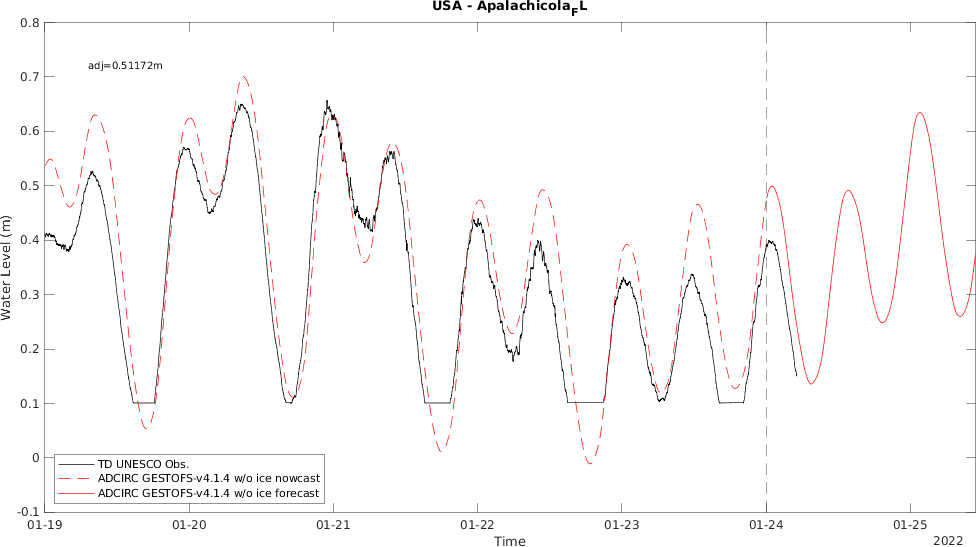 USA - Apalachicola_FL
adj=0.51172m
0.8
0.7
0.6
0.5
0.4
0.3
0.2
0.1
0
-0.1
Water Level (m)
TD UNESCO Obs.
ADCIRC GESTOFS-v4.1.4 w/o ice nowcast
ADCIRC GESTOFS-v4.1.4 w/o ice forecast
01-19 01-20 01-21 01-22 01-23 01-24 01-25
Time
2022